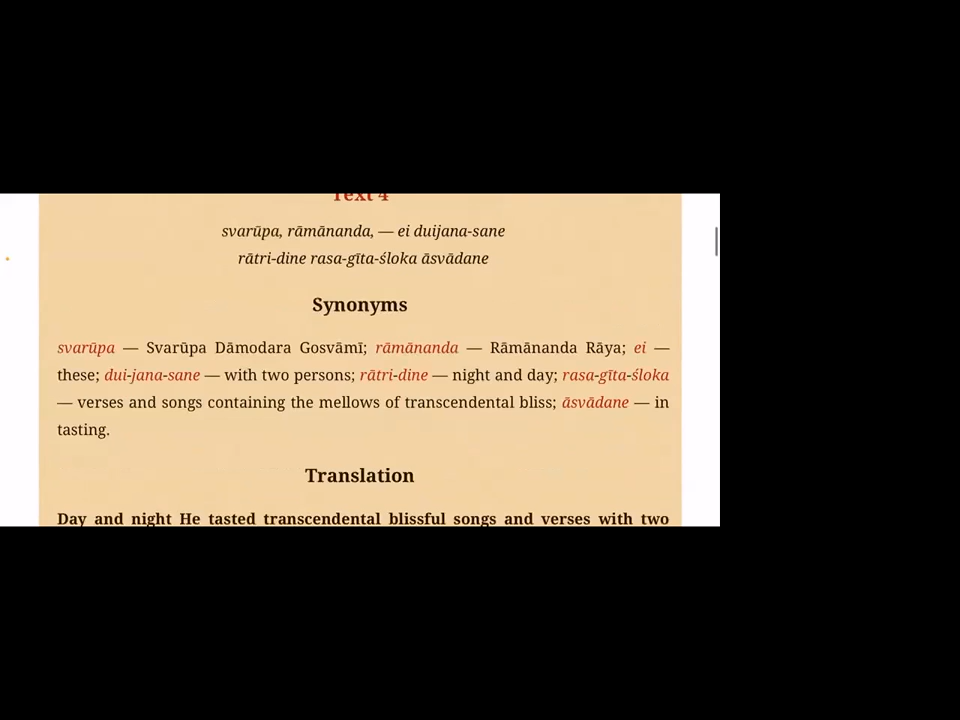 Text 4
svarūpa, rāmānanda, — ei duijana-sane
rātri-dine rasa-gīta-śloka āsvādane
Synonyms
svarūpa — Svarūpa Dāmodara Gosvāmī; rāmānanda — Rāmānanda Rāya; ei —
these; dui-jana-sane — with two persons; rātri-dine — night and day; rasa-gīta-śloka
— verses and songs containing the mellows of transcendental bliss; āsvādane — in
tasting.
Translation
Day and night He tasted transcendental blissful songs and verses with two